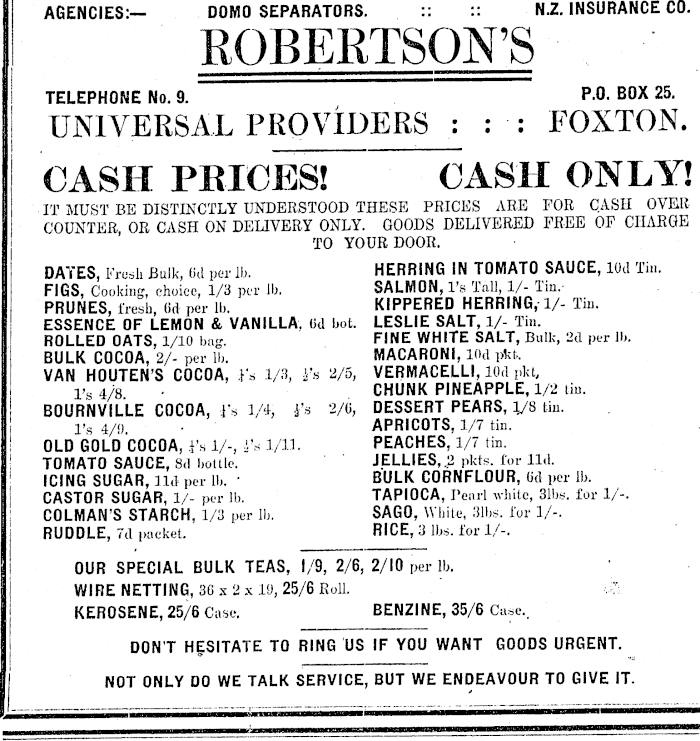 AGENCIES:— DOMO SEPARATORS. :: :: N.Z. INSURANCE CO.
ROBERTSON'S
TELEPHONE No. 9. P.O. BOX 25.
UNIVERSAL PROVIDERS : : : FOXTON.
CASH PRICES! CASH ONLY!
IT MUST BE DISTINCTLY UNDERSTOOD THESE PRICES ARE FOR CASH OVER
COUNTER, OR CASH ON DELIVERY ONLY. GOODS DELIVERED FREE OF CHARGE
TO YOUR DOOR.
DATES, Fresh Bulk, 6d per lb.
FIGS, Cooking, choice, 1/3 per lb.
PRUNES, fresh, 6d per lb.
ESSENCE OF LEMON & VANILLA, 6d bot.
ROLLED OATS, 1/10 bag.
BULK COCOA, 2/- per lb.
VAN HOUTEN'S COCOA, ¼'s 1/3, ½'s 2/5,
1's 4/8.
BOURNVILLE COCOA, ¼'s 1/4, ½'s 2/6,
1's 4/9.
OLD GOLD COCOA, ¼'s 1/-, ½'s 1/11.
TOMATO SAUCE, 8d bottle.
ICING SUGAR, 11d per lb.
CASTOR SUGAR, 1/- per lb.
COLMAN'S STARCH, 1/3 per lb.
RUDDLE, 7d packet.
HERRING IN TOMATO SAUCE, 10d Tin.
SALMON, 1's Tall, 1/- Tin.
KIPPERED HERRING, 1/- Tin.
LESLIE SALT, 1/- Tin.
FINE WHITE SALT, Bulk, 2d per lb.
MACARONI, 10d pkt.
VERMACELLI, 10d pkt,
CHUNK PINEAPPLE, 1/2 tin.
DESSERT PEARS, 1/8 tin.
APRICOTS, 1/7 tin.
PEACHES, 1/7 tin.
JELLIES, 2 pkts. for 11d.
BULK CORNFLOUR, 6d per lb.
TAPIOCA, Pearl white, 3lbs. for 1/-.
SAGO, White, 3lbs. for 1/-.
RICE, 3 lbs. for 1/-.
OUR SPECIAL BULK TEAS, 1/9, 2/6, 2/10 per lb.
WIRE NETTING, 36 x 2 x 19, 25/6 Roll.
KEROSENE, 25/6 Case. BENZINE, 35/6 Case.
DON'T HESITATE TO RING US IF YOU WANT GOODS URGENT.
NOT ONLY DO WE TALK SERVICE, BUT WE ENDEAVOUR TO GIVE IT.